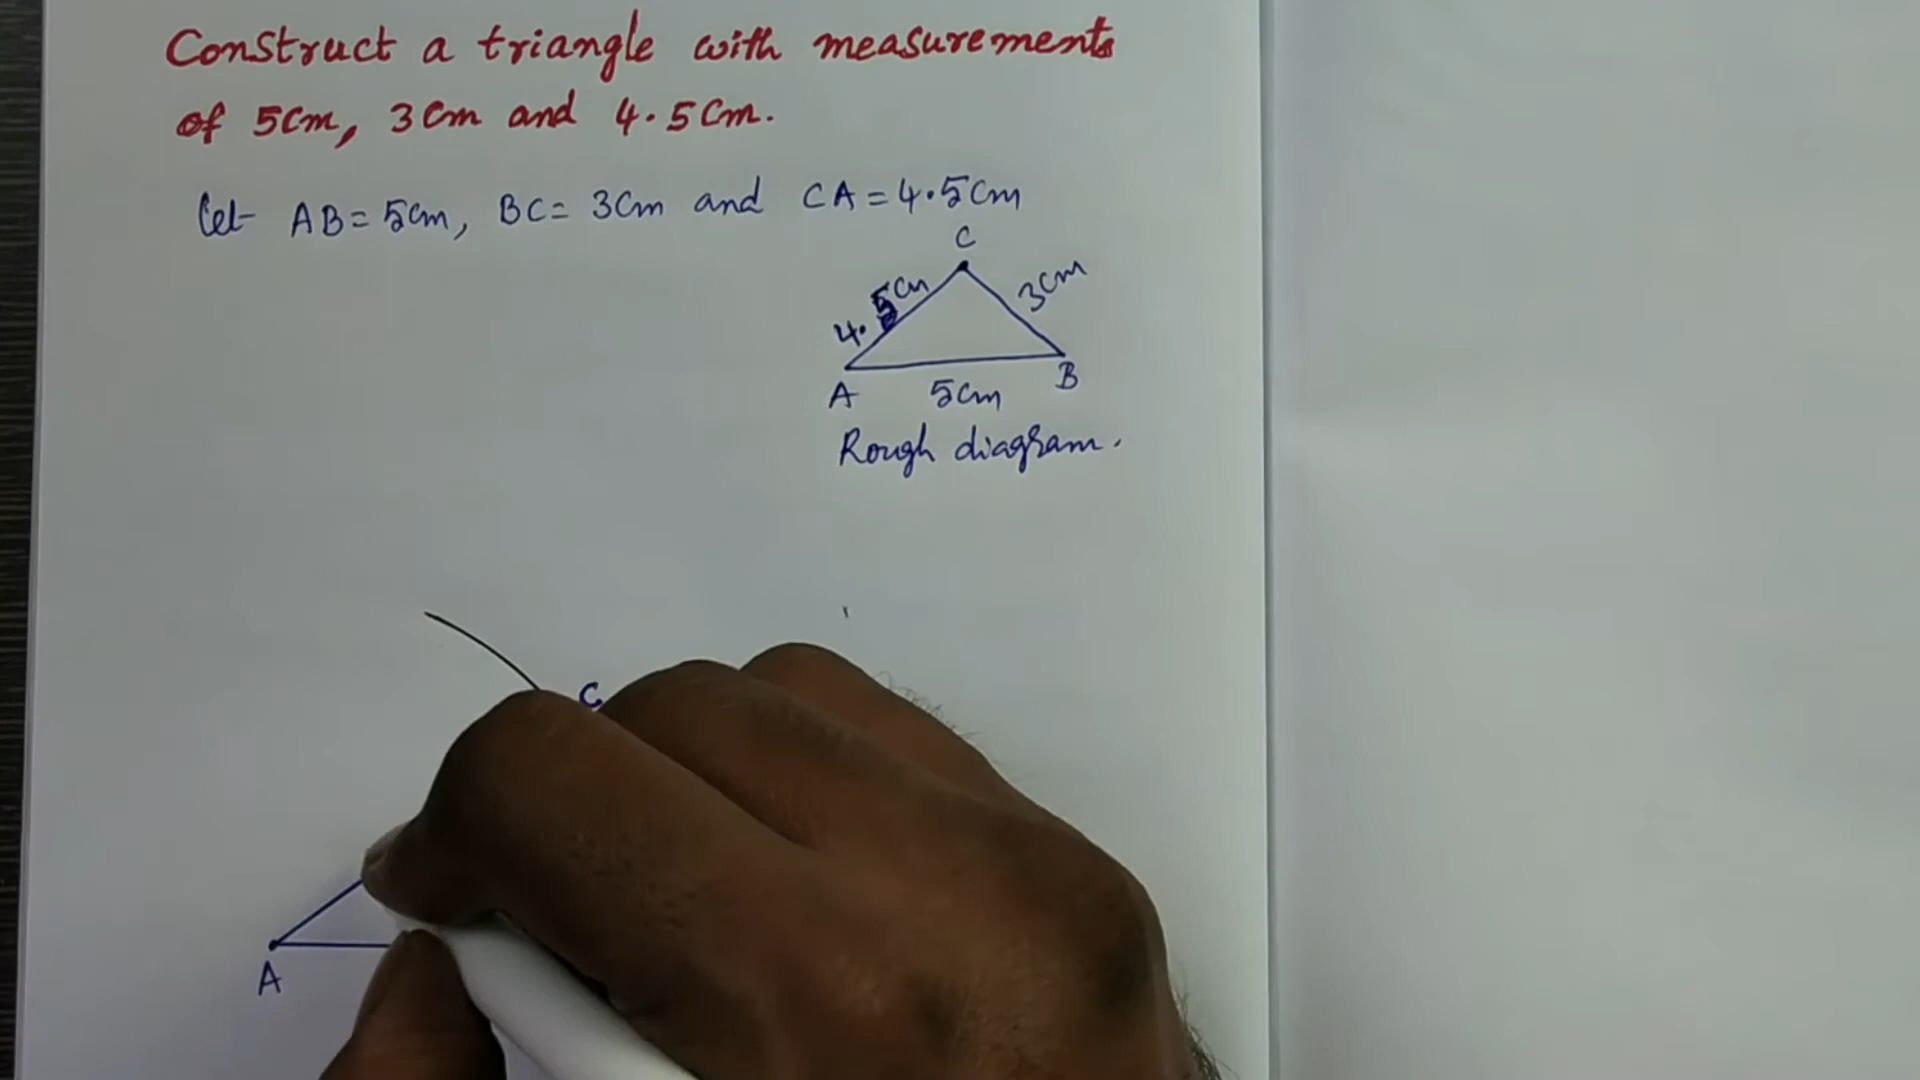 Construct a triangle with measurements
of 5cm, 3cm and 4.5cm.
Let AB = 5cm, BC = 3cm and CA = 4.5cm
C
4.5cm 3cm
A 5cm B
Rough diagram.
C
A